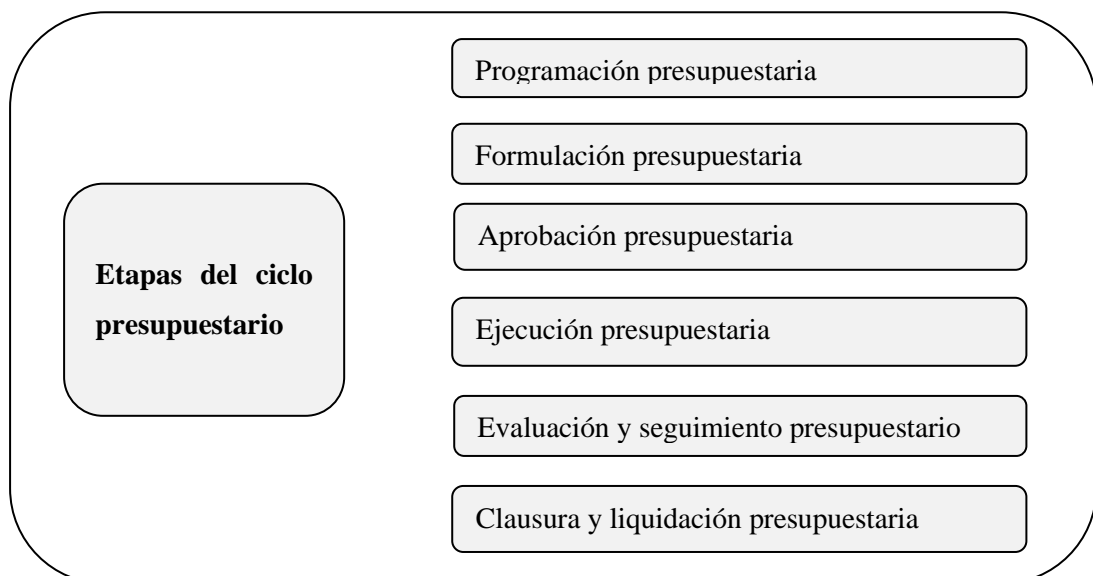 Programación presupuestaria
Formulación presupuestaria
Aprobación presupuestaria
Etapas del ciclo
presupuestario
Ejecución presupuestaria
Evaluación y seguimiento presupuestario
Clausura y liquidación presupuestaria